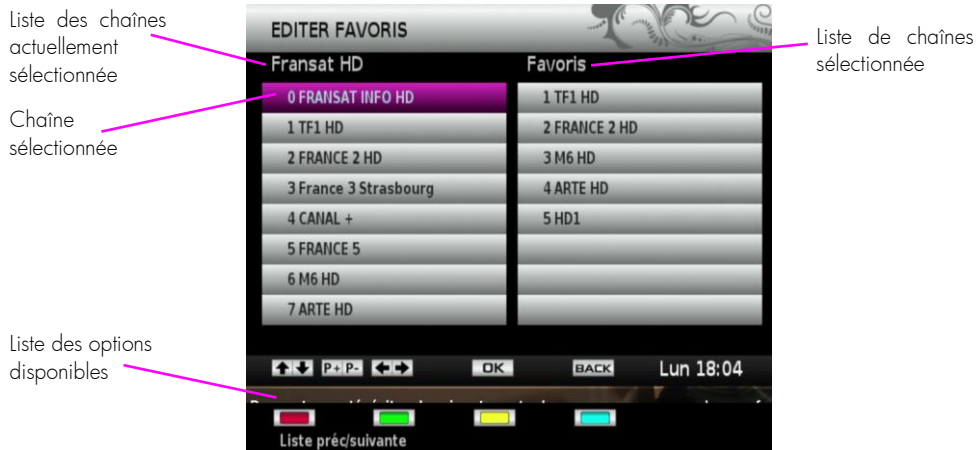 Liste des chaînes
actuellement
sélectionnée
Chaîne
sélectionnée
Liste des options
disponibles
EDITER FAVORIS
Fransat HD
0 FRANSAT INFO HD
1 TF1 HD
2 FRANCE 2 HD
3 France 3 Strasbourg
4 CANAL +
5 FRANCE 5
6 M6 HD
7 ARTE HD
Favoris
1 TF1 HD
2 FRANCE 2 HD
3 M6 HD
4 ARTE HD
5 HD1
P+ P- OK BACK Lun 18:04
Liste préc/suivante
Liste de chaînes
sélectionnée